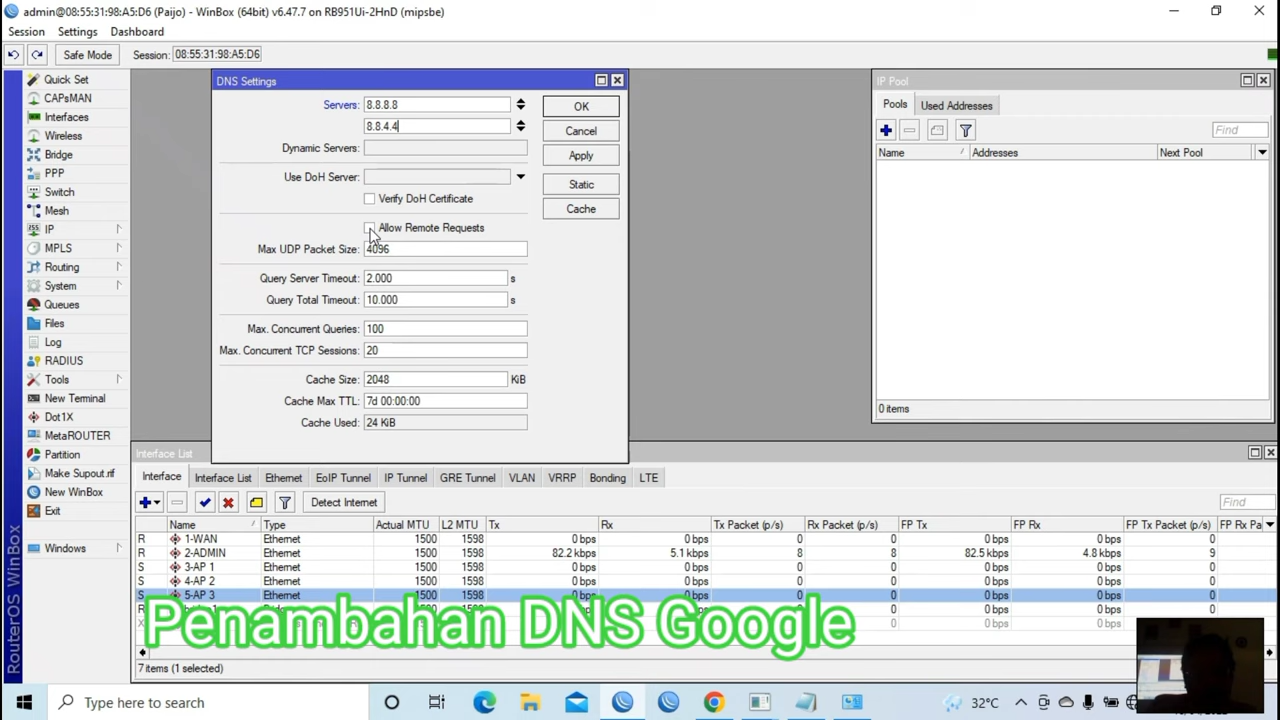 admin@08:55:31:98:A5:D6 (Paijo) - WinBox (64bit) v6.47.7 on RB951Ui-2HnD (mipsbe)
Session Settings Dashboard
Safe Mode Session: 08:55:31:98:A5:D6
Quick Set
CAPsMAN
Interfaces
Wireless
Bridge
PPP
Switch
Mesh
IP
MPLS
Routing
System
Queues
Files
Log
RADIUS
Tools
New Terminal
Dot1X
MetaROUTER
Partition
Make Supout.rif
New WinBox
Exit
Windows
RouterOS WinBox
DNS Settings
Servers: 8.8.8.8
8.8.4.4
Dynamic Servers:
Use DoH Server:
Verify DoH Certificate
Allow Remote Requests
Max UDP Packet Size: 4096
Query Server Timeout: 2.000 s
Query Total Timeout: 10.000 s
Max. Concurrent Queries: 100
Max. Concurrent TCP Sessions: 20
Cache Size: 2048 KiB
Cache Max TTL: 7d 00:00:00
Cache Used: 24 KiB
OK
Cancel
Apply
Static
Cache
IP Pool
Pools Used Addresses
Find
Name Addresses Next Pool
0 items
Interface List
Interface Interface List Ethernet EoIP Tunnel IP Tunnel GRE Tunnel VLAN VRRP Bonding LTE
Detect Internet Find
Name Type Actual MTU L2 MTU Tx Rx Tx Packet (p/s) Rx Packet (p/s) FP Tx FP Rx FP Tx Packet (p/s) FP Rx Pa
R 1-WAN Ethernet 1500 1598 0 bps 0 bps 0 0 0 bps 0 bps 0
R 2-ADMIN Ethernet 1500 1598 82.2 kbps 5.1 kbps 8 8 82.5 kbps 4.8 kbps 9
S 3-AP 1 Ethernet 1500 1598 0 bps 0 bps 0 0 0 bps 0 bps 0
S 4-AP 2 Ethernet 1500 1598 0 bps 0 bps 0 0 0 bps 0 bps 0
S 5-AP 3 Ethernet 1500 1598 0 bps 0 bps 0 0 0 bps 0 bps 0
Penambahan DNS Google
7 items (1 selected)
Type here to search
32°C